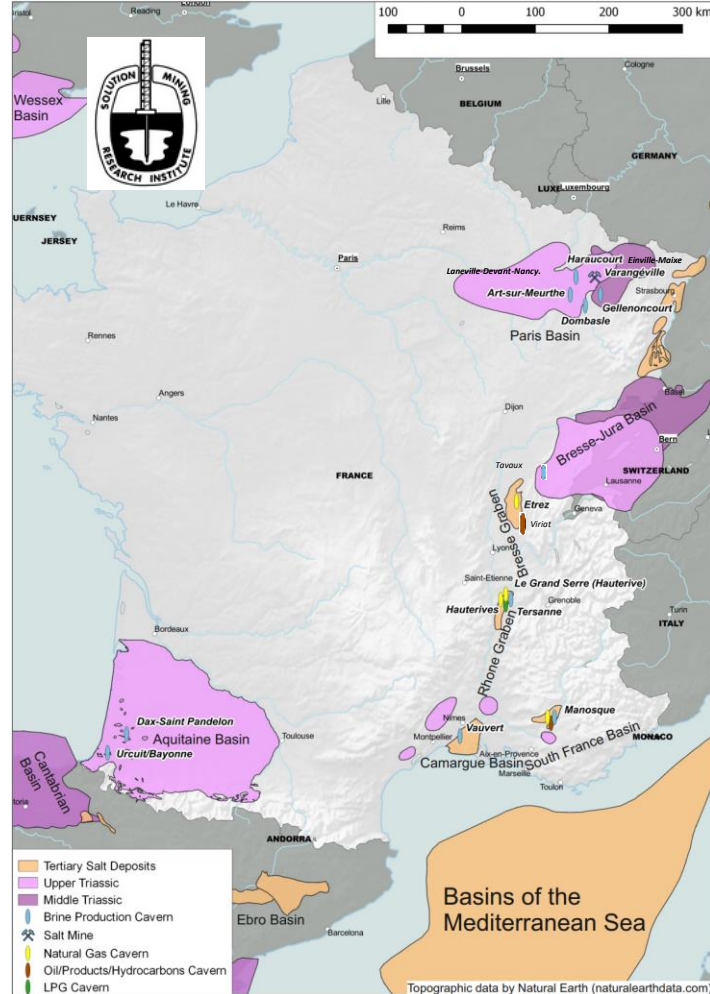 100 0 100 200 300 km
Bristol
Reading
London
SOLUTION MINING
RESEARCH INSTITUTE
Wessex
Basin
Brussels
Cologne
Lille
BELGIUM
GERMANY
LUXE
Luxembourg
Le Havre
UERNSEY
JERSEY
Reims
Paris
Haraucourt
Einville-Maixe
Laneville-Devant-Nancy.
Varangéville
Art-sur-Meurthe
Strasbourg
Gellenoncourt
Dombasle
Paris Basin
Rennes
Basel
Angers
Dijon
Nantes
Bresse-Jura Basin
Bern
Tavaux
FRANCE
SWITZERLAND
Lausanne
Etrez
Geneva
Viriat
Bresse Graben
Lyon
Saint-Etienne
Le Grand Serre (Hauterive)
Grenoble
Hauterives
Tersanne
Turin
ITALY
Bordeaux
Rhone Graben
Dax-Saint Pandelon
Manosque
Nimes
Vauvert
Aquitaine Basin
Toulouse
Montpellier
MONACO
Urcuit/Bayonne
Aix-en-Provence
South France Basin
Camargue Basin
Marseille
Toulon
Cantabrian
Basin
toria
ANDORRA
Tertiary Salt Deposits
Upper Triassic
Middle Triassic
Brine Production Cavern
Salt Mine
Natural Gas Cavern
Oil/Products/Hydrocarbons Cavern
LPG Cavern
Ebro Basin
Barcelona
Basins of the
Mediterranean Sea
Topographic data by Natural Earth (naturalearthdata.com)